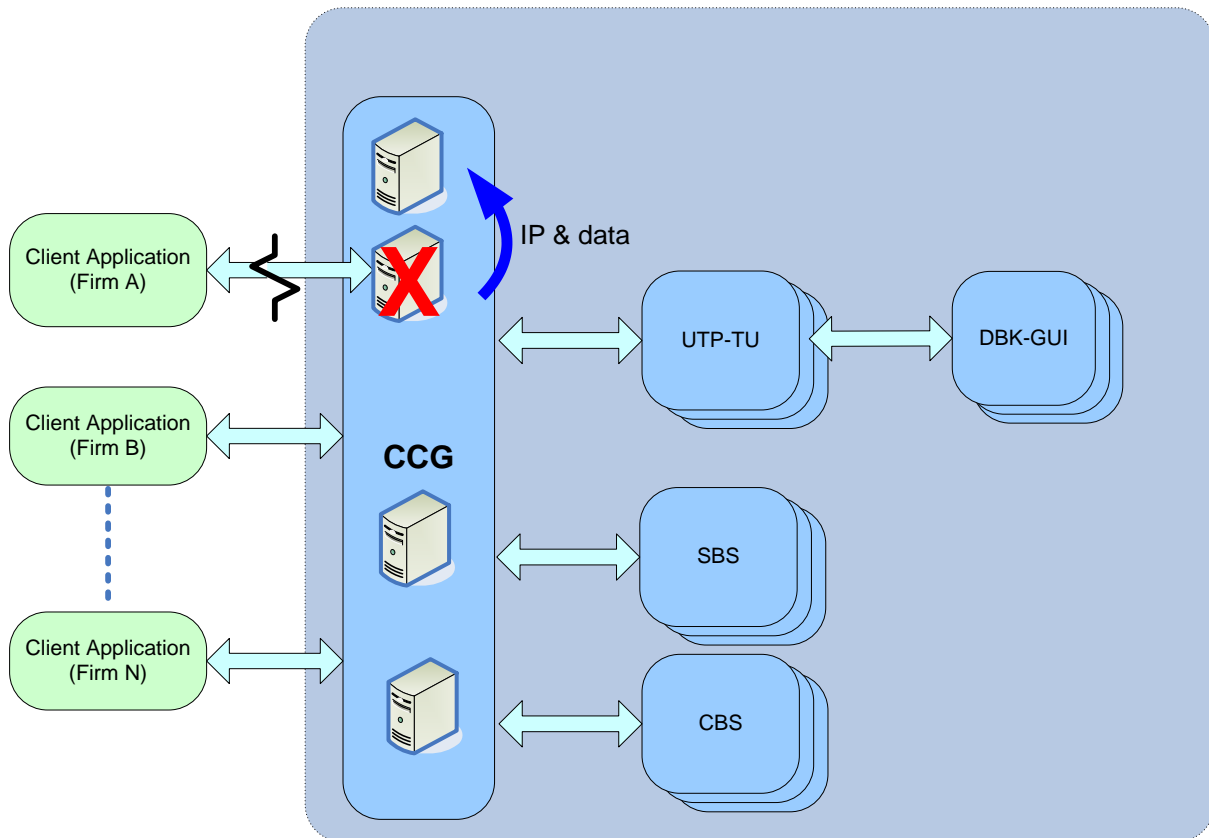 IP & data
Client Application
(Firm A)
UTP-TU
DBK-GUI
Client Application
(Firm B)
CCG
SBS
Client Application
(Firm N)
CBS